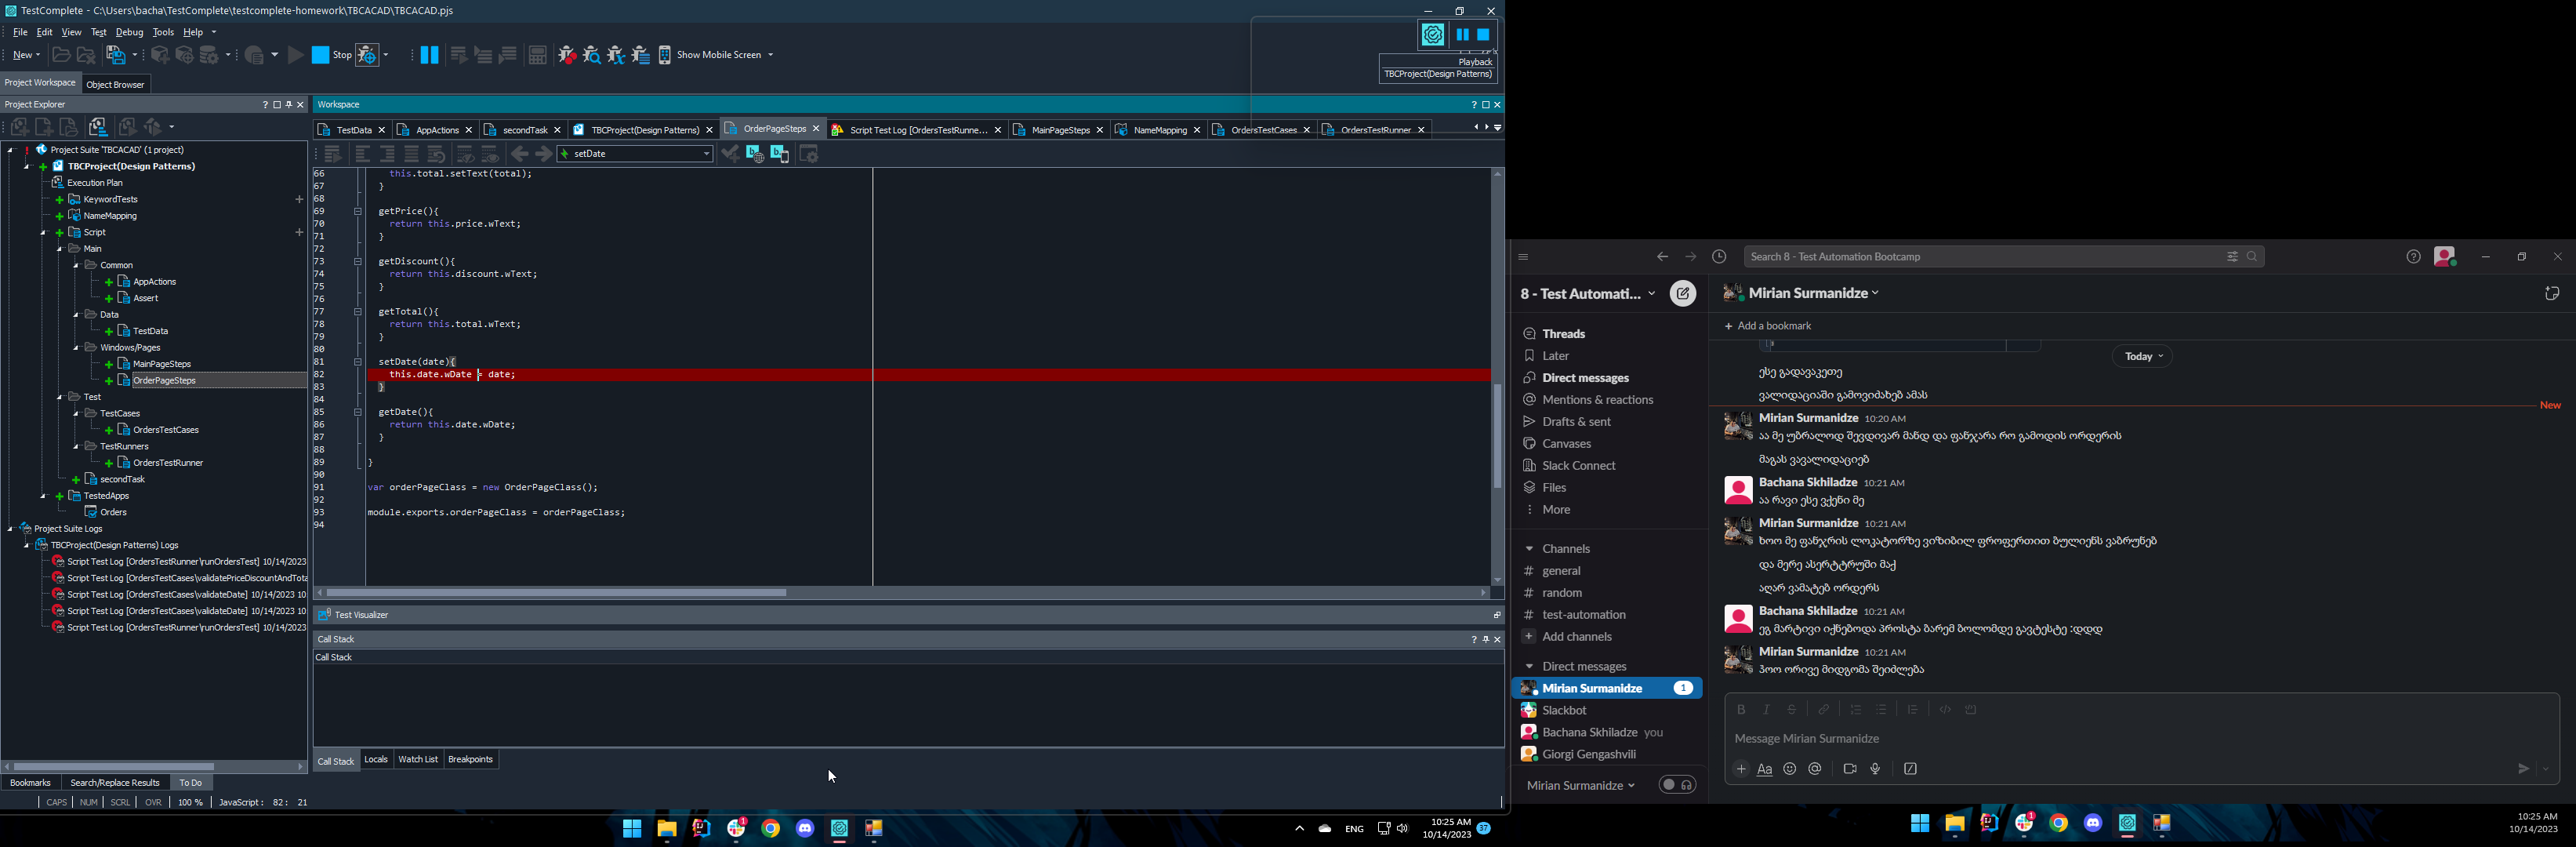 TestComplete - C:\Users\bacha\TestComplete\testcomplete-homework\TBCACAD\TBCACAD.pjs
File Edit View Test Debug Tools Help
New Stop Show Mobile Screen
Playback
TBCProject(Design Patterns)
Project Workspace Object Browser
Project Explorer
Project Suite 'TBCACAD' (1 project)
TBCProject(Design Patterns)
Execution Plan
KeywordTests
NameMapping
Script
Main
Common
AppActions
Assert
Data
TestData
Windows/Pages
MainPageSteps
OrderPageSteps
Test
TestCases
OrdersTestCases
TestRunners
OrdersTestRunner
secondTask
TestedApps
Orders
Project Suite Logs
TBCProject(Design Patterns) Logs
Script Test Log [OrdersTestRunner\runOrdersTest] 10/14/2023
Script Test Log [OrdersTestCases\validatePriceDiscountAndTota
Script Test Log [OrdersTestCases\validateDate] 10/14/2023 10
Script Test Log [OrdersTestCases\validateDate] 10/14/2023 10
Script Test Log [OrdersTestRunner\runOrdersTest] 10/14/2023
Bookmarks Search/Replace Results To Do
CAPS NUM SCRL OVR 100 % JavaScript: 82: 21
Workspace
TestData AppActions secondTask TBCProject(Design Patterns) OrderPageSteps Script Test Log [OrdersTestRunne... MainPageSteps NameMapping OrdersTestCases OrdersTestRunner
setDate
66 this.total.setText(total);
67 }
68
69 getPrice(){
70 return this.price.wText;
71 }
72
73 getDiscount(){
74 return this.discount.wText;
75 }
76
77 getTotal(){
78 return this.total.wText;
79 }
80
81 setDate(date){
82 this.date.wDate = date;
83 }
84
85 getDate(){
86 return this.date.wDate;
87 }
88
89 }
90
91 var orderPageClass = new OrderPageClass();
92
93 module.exports.orderPageClass = orderPageClass;
94
Test Visualizer
Call Stack
Call Stack
Call Stack Locals Watch List Breakpoints
ENG
10:25 AM
10/14/2023
37
Search 8 - Test Automation Bootcamp
8 - Test Automati...
Threads
Later
Direct messages
Mentions & reactions
Drafts & sent
Canvases
Slack Connect
Files
More
Channels
# general
# random
# test-automation
Add channels
Direct messages
Mirian Surmanidze 1
Slackbot
Bachana Skhiladze you
Giorgi Gengashvili
Mirian Surmanidze
Mirian Surmanidze
Add a bookmark
Today
ესე გადავაკეთე
ვალიდაციაში გამოვიძახებ ამას
New
Mirian Surmanidze 10:20 AM
აა მე უბრალოდ შევდივარ მანდ და ფანჯარა რო გამოდის ორდერის
მაგას ვავალიდაციებ
Bachana Skhiladze 10:21 AM
აა რავი ესე ვქენი მე
Mirian Surmanidze 10:21 AM
ხოო მე ფანჯრის ლოკატორზე ვიზიბილ ფროფერთით ბულიენს ვაბრუნებ
და მერე ასერტტრუში მაქ
აღარ ვამატებ ორდერს
Bachana Skhiladze 10:21 AM
ეგ მარტივი იქნებოდა პროსტა ბარემ ბოლომდე გავტესტე :დდდ
Mirian Surmanidze 10:21 AM
ჰოო ორივე მიდგომა შეიძლება
Message Mirian Surmanidze
10:25 AM
10/14/2023